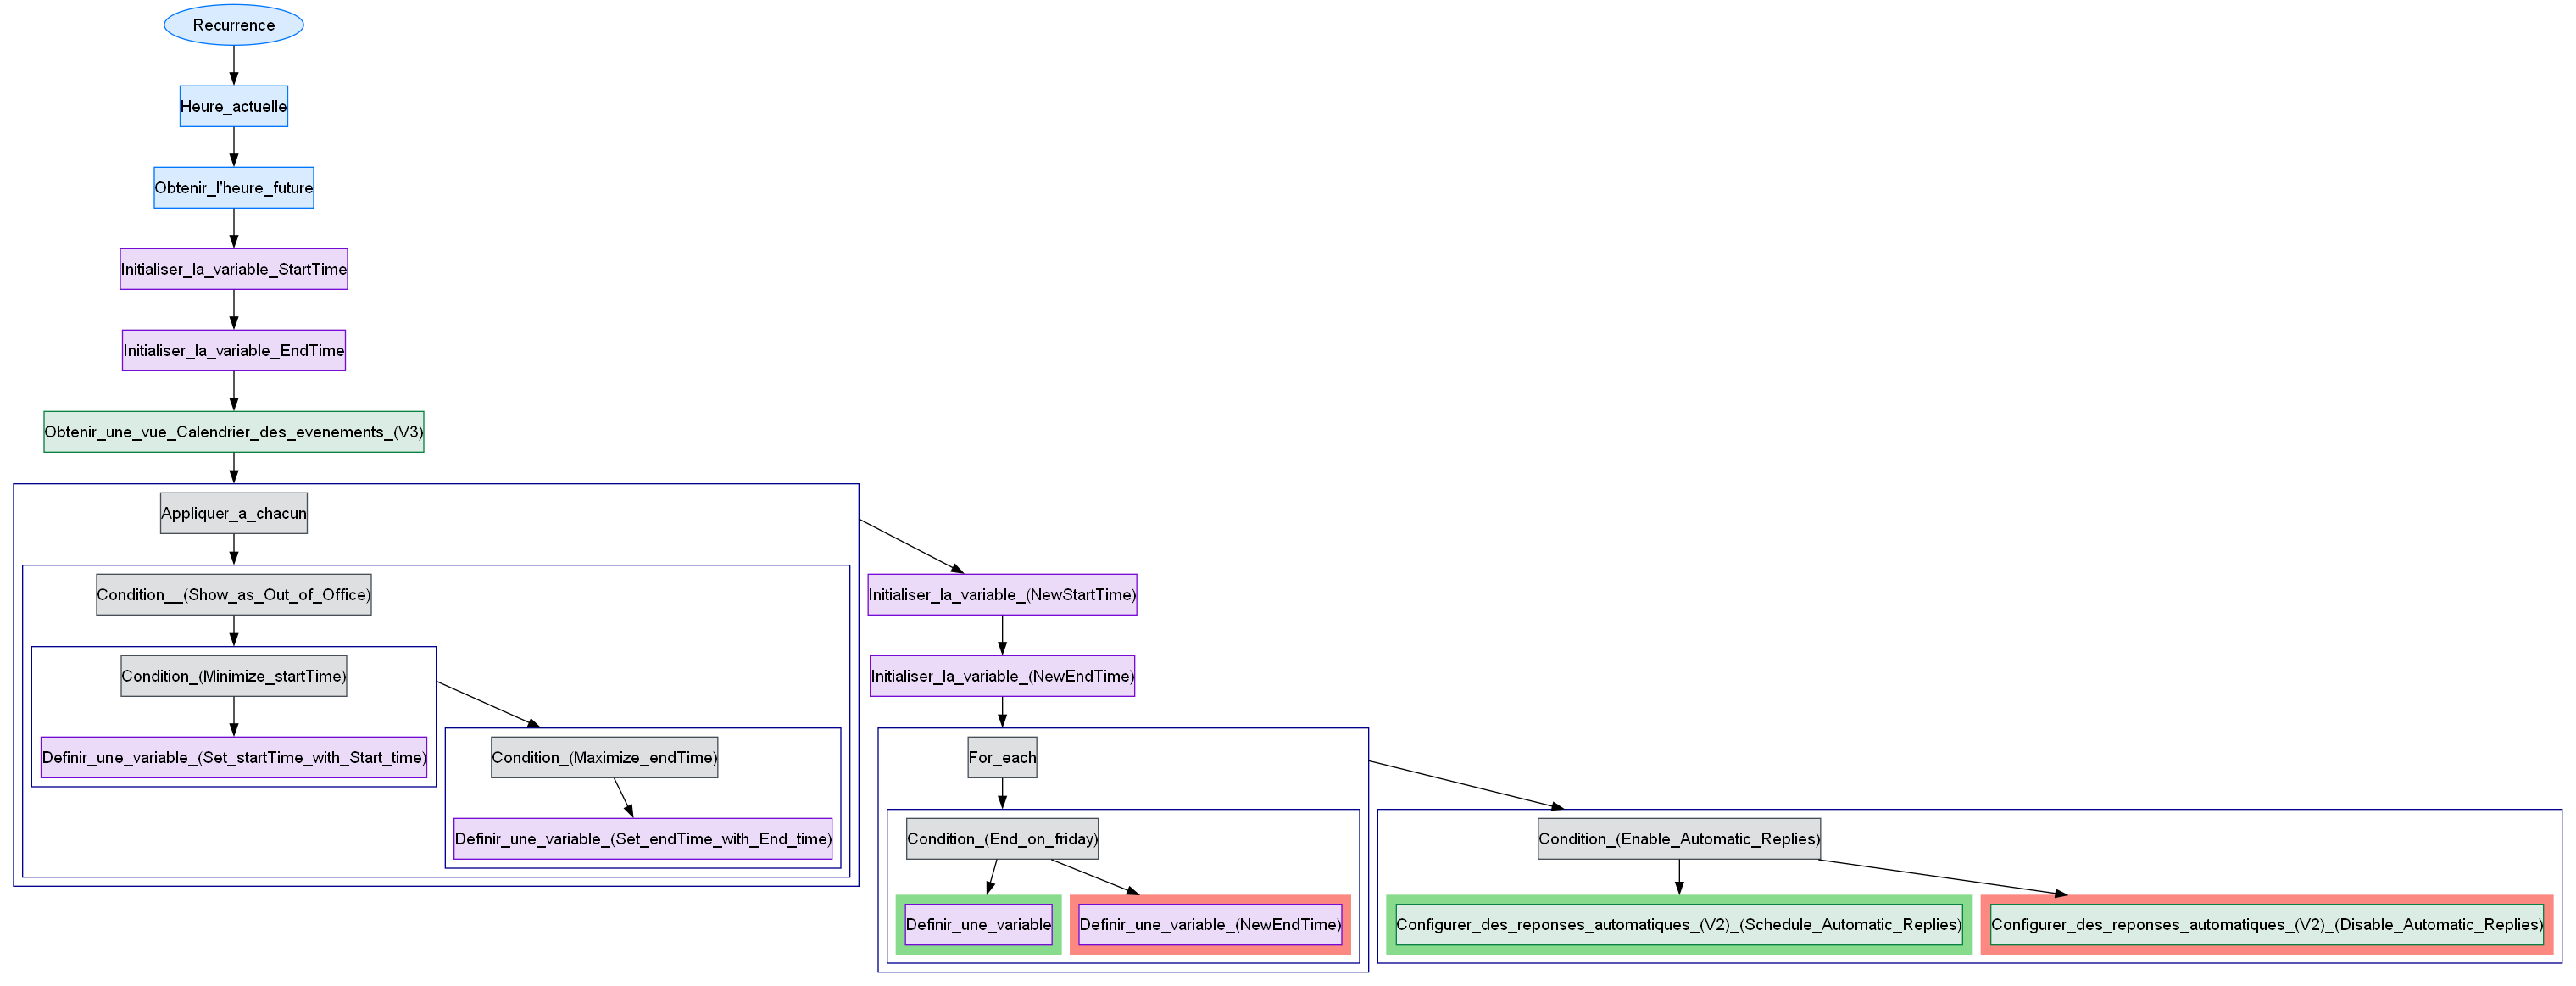 Recurrence
Heure_actuelle
Obtenir_l'heure_future
Initialiser_la_variable_StartTime
Initialiser_la_variable_EndTime
Obtenir_une_vue_Calendrier_des_evenements_(V3)
Appliquer_a_chacun
Condition__(Show_as_Out_of_Office)
Condition_(Minimize_startTime)
Definir_une_variable_(Set_startTime_with_Start_time)
Condition_(Maximize_endTime)
Definir_une_variable_(Set_endTime_with_End_time)
Initialiser_la_variable_(NewStartTime)
Initialiser_la_variable_(NewEndTime)
For_each
Condition_(End_on_friday)
Definir_une_variable
Definir_une_variable_(NewEndTime)
Condition_(Enable_Automatic_Replies)
Configurer_des_reponses_automatiques_(V2)_(Schedule_Automatic_Replies)
Configurer_des_reponses_automatiques_(V2)_(Disable_Automatic_Replies)